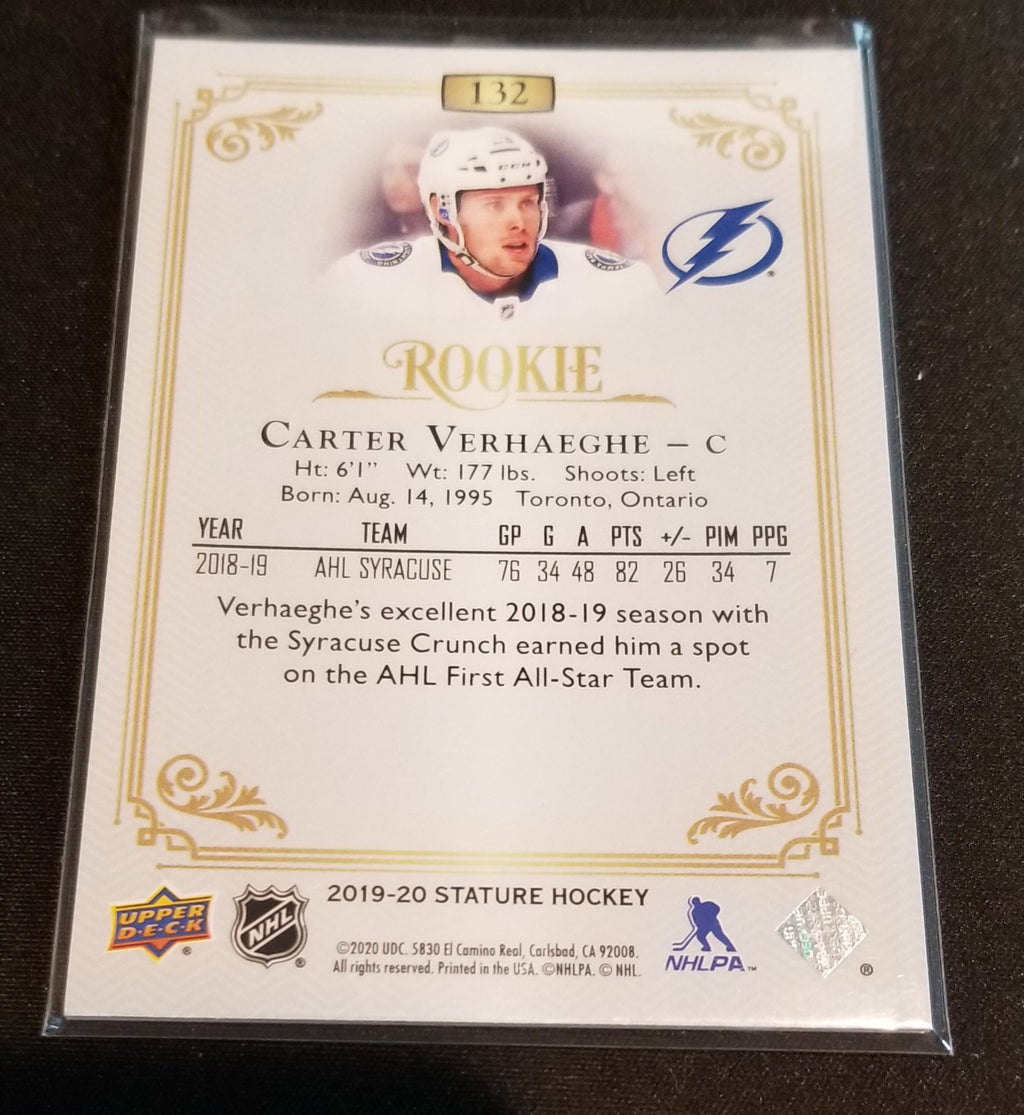 132
CCM
ROOKIE
CARTER VERHAEGHE – C
Ht: 6'1" Wt: 177 lbs. Shoots: Left
Born: Aug. 14, 1995 Toronto, Ontario
YEAR TEAM GP G A PTS +/- PIM PPG
2018-19 AHL SYRACUSE 76 34 48 82 26 34 7
Verhaeghe's excellent 2018-19 season with
the Syracuse Crunch earned him a spot
on the AHL First All-Star Team.
2019-20 STATURE HOCKEY
UPPER
D·E·C·K
®
NHL
®
©2020 UDC. 5830 El Camino Real, Carlsbad, CA 92008.
All rights reserved. Printed in the USA. ©NHLPA. © NHL.
NHLPA™
®